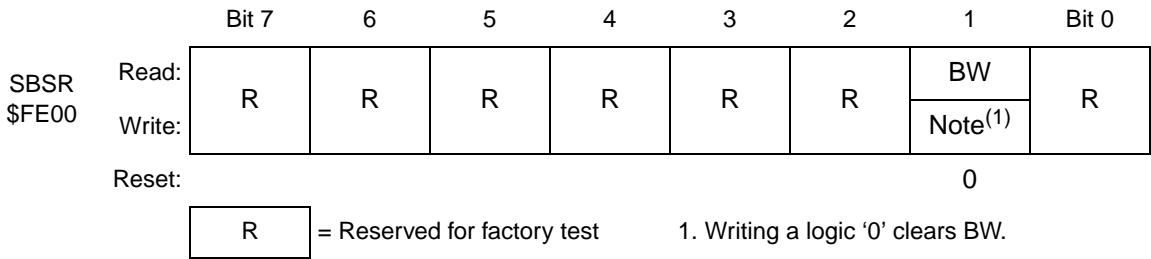 Bit 7 6 5 4 3 2 1 Bit 0
SBSR
$FE00
Read: R R R R R R BW R
Write: Note(1)
Reset: 0
R = Reserved for factory test 1. Writing a logic ‘0’ clears BW.